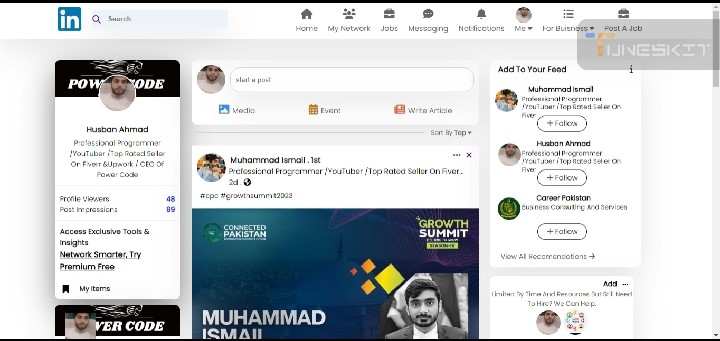 in
Search
Home
My Network
Jobs
Messaging
Notifications
Me
For Buisness
Post A Job
TUNESKIT
POWER CODE
Husban Ahmad
Professional Programmer
/YouTuber /Top Rated Seller
On Fiverr &Upwork / CEO Of
Power Code
Profile Viewers 48
Post Impressions 69
Access Exclusive Tools &
Insights
Network Smarter, Try
Premium Free
My Items
POWER CODE
start a post
Media
Event
Write Article
Sort By Top
Muhammad Ismail . 1st
Professional Programmer /YouTuber /Top Rated Seller On Fiverr...
2d .
#cpc #growthsummit2023
CONNECTED
PAKISTAN
GROWTH
SUMMIT
MUHAMMAD
ISMAIL
Add To Your Feed
i
Muhammad Ismail
Professional Programmer
/YouTuber /Top Rated Seller On
Fiver
+ Follow
Husban Ahmad
Professional Programmer
/YouTuber /Top Rated Seller On
Fiver
+ Follow
Career Pakistan
business Consulting And Services
+ Follow
View All Recomendations →
Add ...
Limited By Time And Resources But Still Need
To Hire? We Can Help.